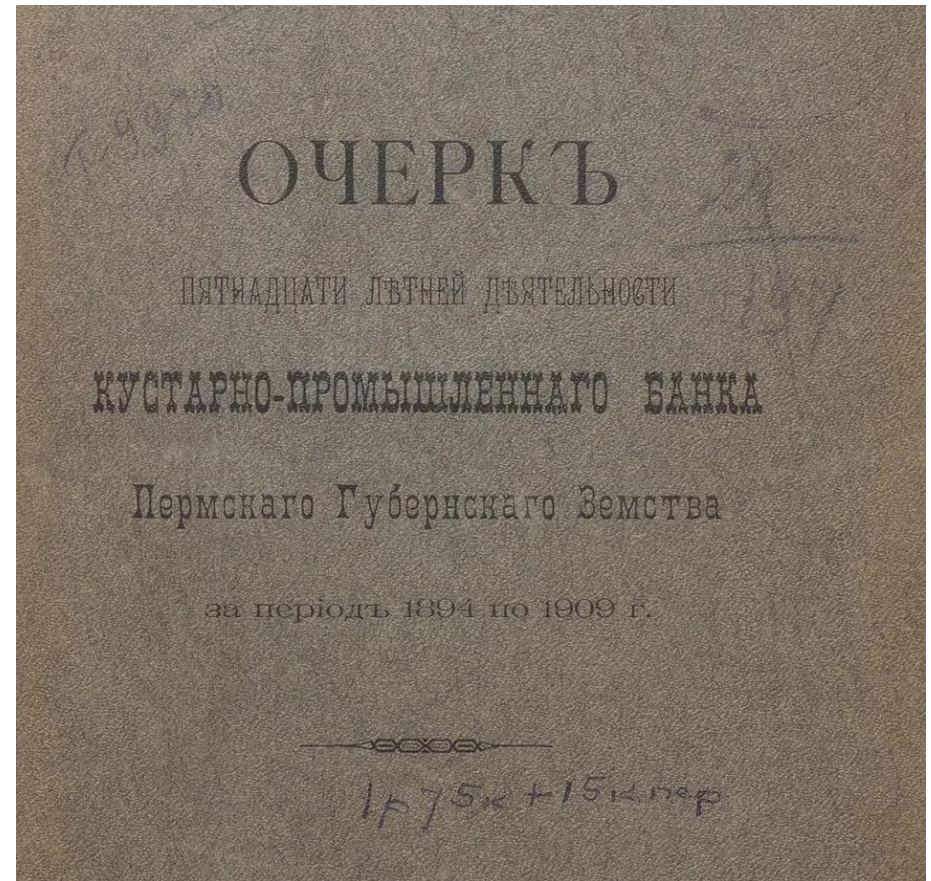 ОЧЕРКЪ
ПЯТНАДЦАТИ ЛѢТНЕЙ ДѢЯТЕЛЬНОСТИ
КУСТАРНО-ПРОМЫШЛЕННАГО БАНКА
Пермскаго Губернскаго Земства
за періодъ 1894 по 1909 г.
1р 75к + 15к пер